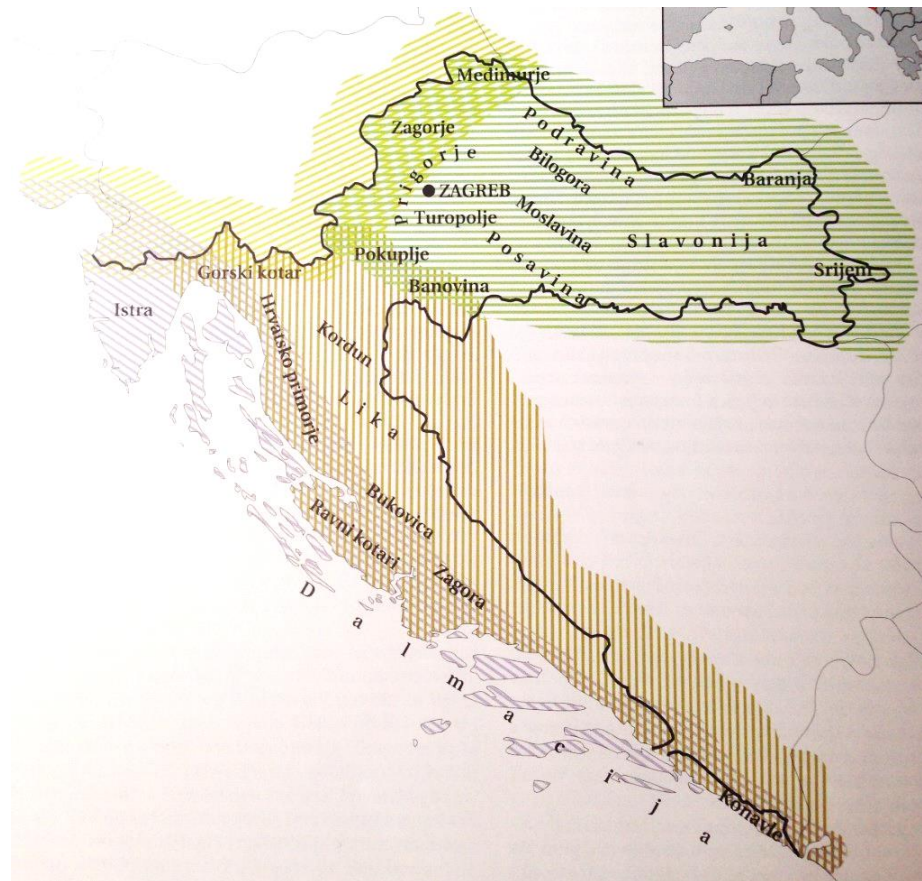 Međimurje
Zagorje
Podravina
Prigorje
Bilogora
Baranja
ZAGREB
Moslavina
Turopolje
Slavonija
Posavina
Pokuplje
Srijem
Gorski kotar
Banovina
Istra
Hrvatsko primorje
Kordun
Lika
Bukovica
Ravni kotari
Zagora
Dalmacija
Konavle